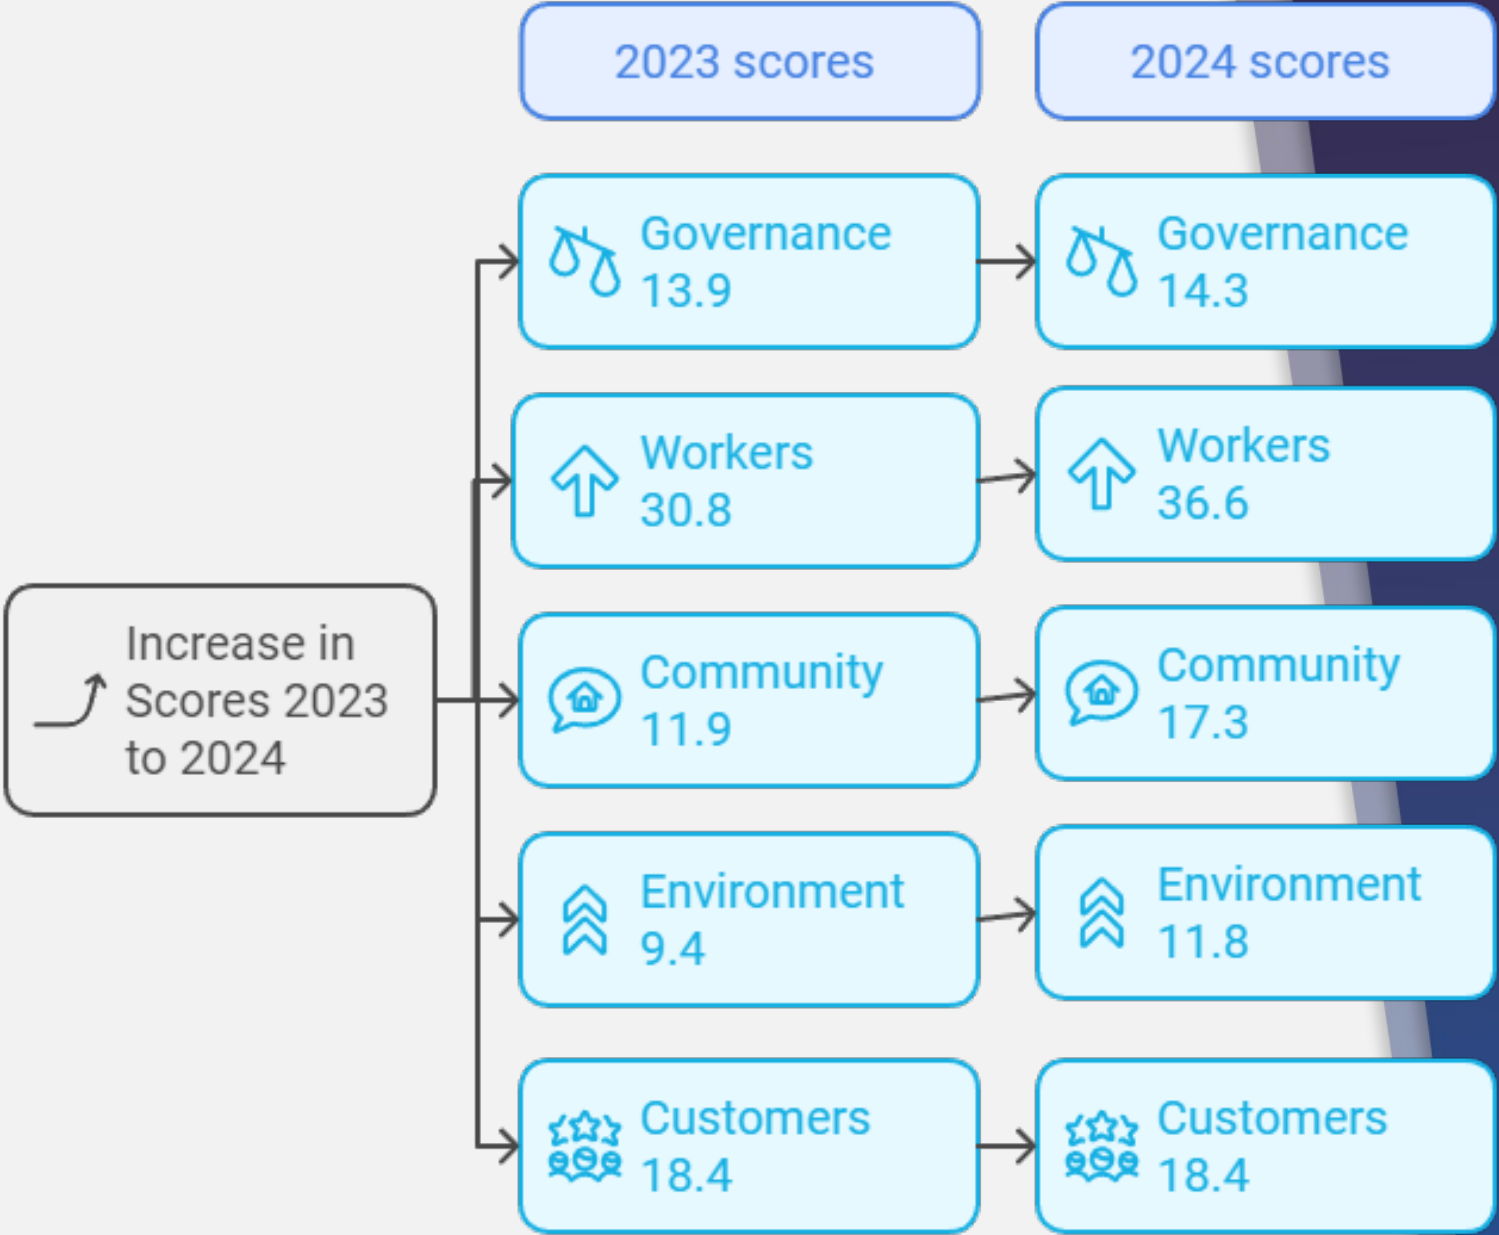 2023 scores
2024 scores
Governance
13.9
Governance
14.3
Workers
30.8
Workers
36.6
Increase in
Scores 2023
to 2024
Community
11.9
Community
17.3
Environment
9.4
Environment
11.8
Customers
18.4
Customers
18.4